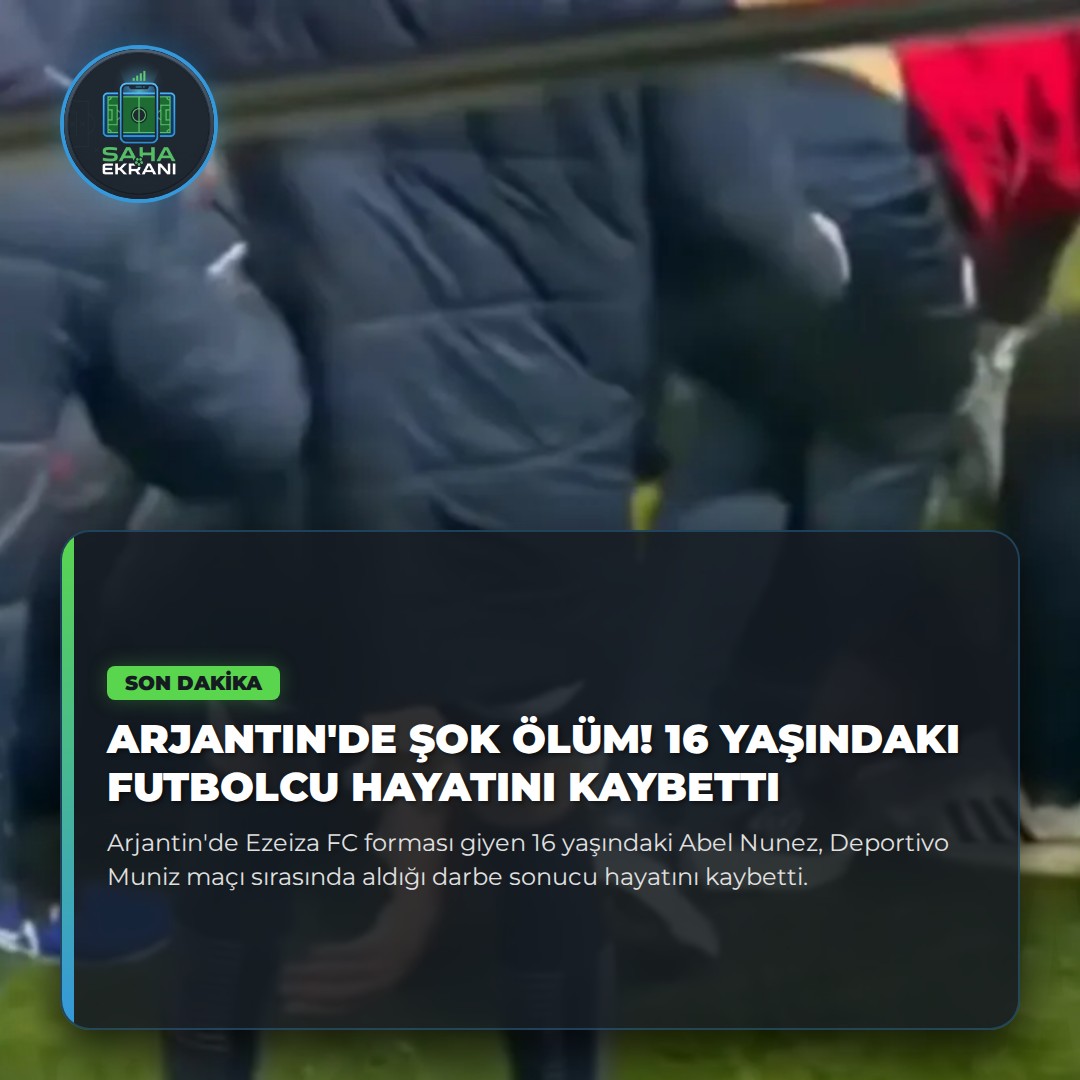 SAHA
EKRANI
SON DAKİKA
ARJANTIN'DE ŞOK ÖLÜM! 16 YAŞINDAKI
FUTBOLCU HAYATINI KAYBETTI
Arjantin'de Ezeiza FC forması giyen 16 yaşındaki Abel Nunez, Deportivo
Muniz maçı sırasında aldığı darbe sonucu hayatını kaybetti.